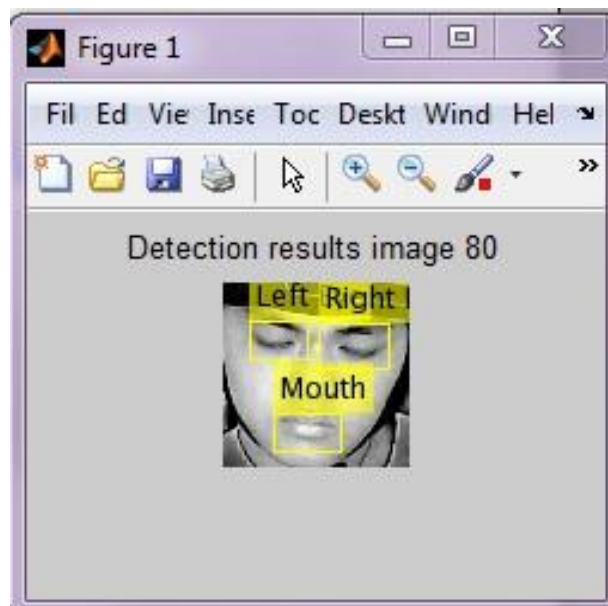 Figure 1
Fil Ed Vie Inse Toc Deskt Wind Hel
Detection results image 80
Left Right
Mouth